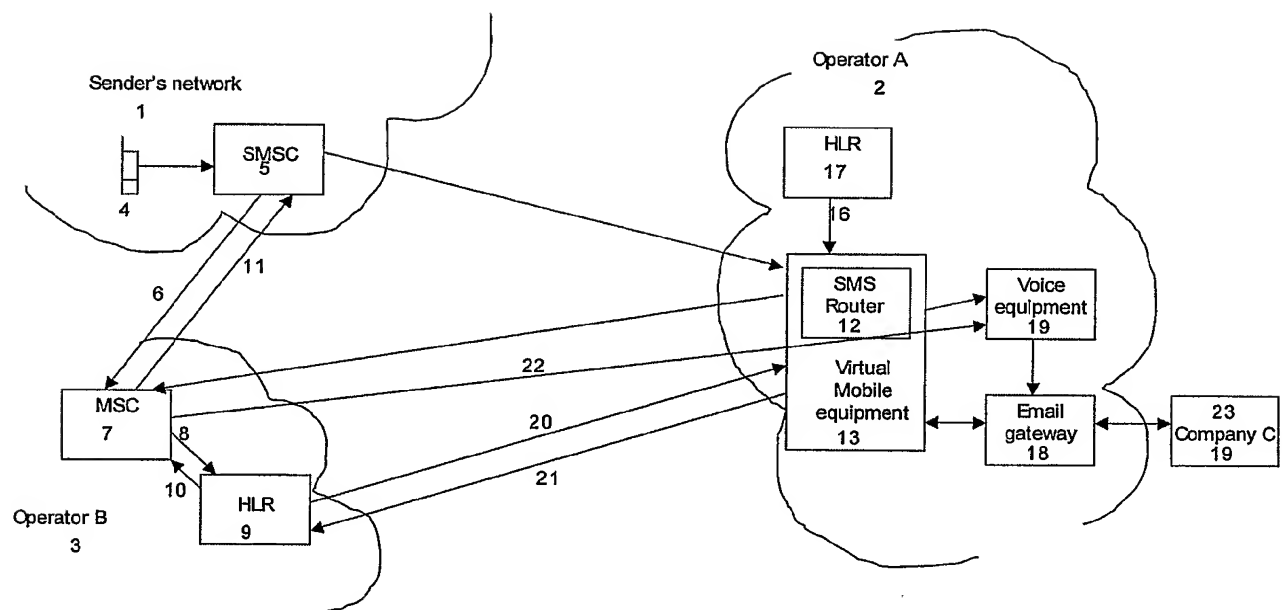 Sender's network
1
4
SMSC
5
6
11
MSC
7
8
10
HLR
9
Operator B
3
20
21
22
Operator A
2
HLR
17
16
SMS
Router
12
Virtual
Mobile
equipment
13
Voice
equipment
19
Email
gateway
18
23
Company C
19